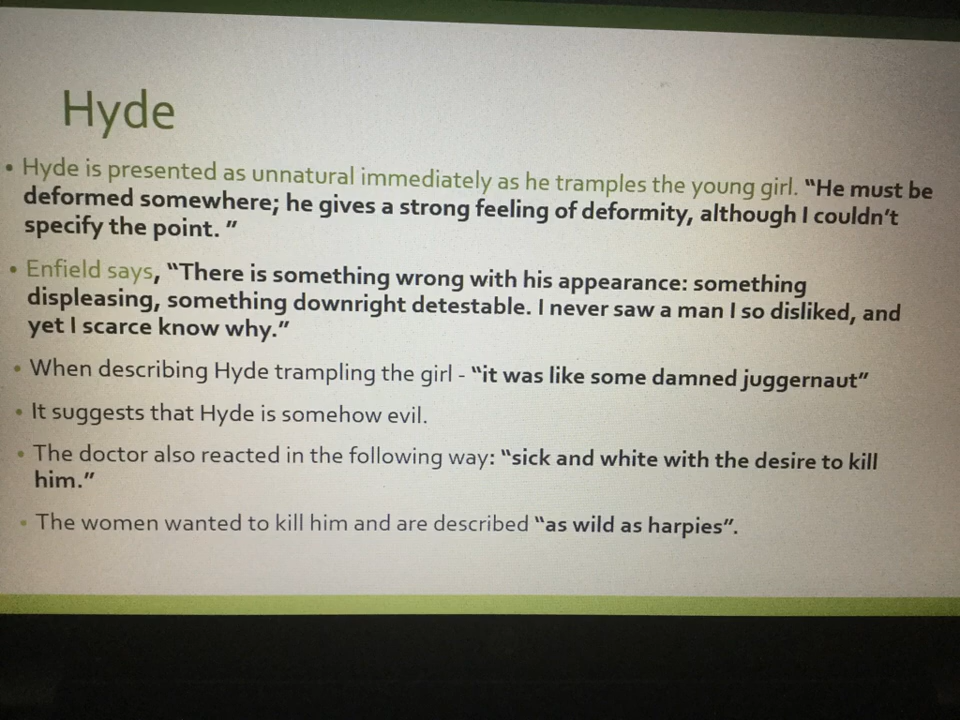 Hyde
• Hyde is presented as unnatural immediately as he tramples the young girl. “He must be
deformed somewhere; he gives a strong feeling of deformity, although I couldn’t
specify the point. ”
• Enfield says, “There is something wrong with his appearance: something
displeasing, something downright detestable. I never saw a man I so disliked, and
yet I scarce know why.”
• When describing Hyde trampling the girl - “it was like some damned juggernaut”
• It suggests that Hyde is somehow evil.
• The doctor also reacted in the following way: “sick and white with the desire to kill
him.”
• The women wanted to kill him and are described “as wild as harpies”.